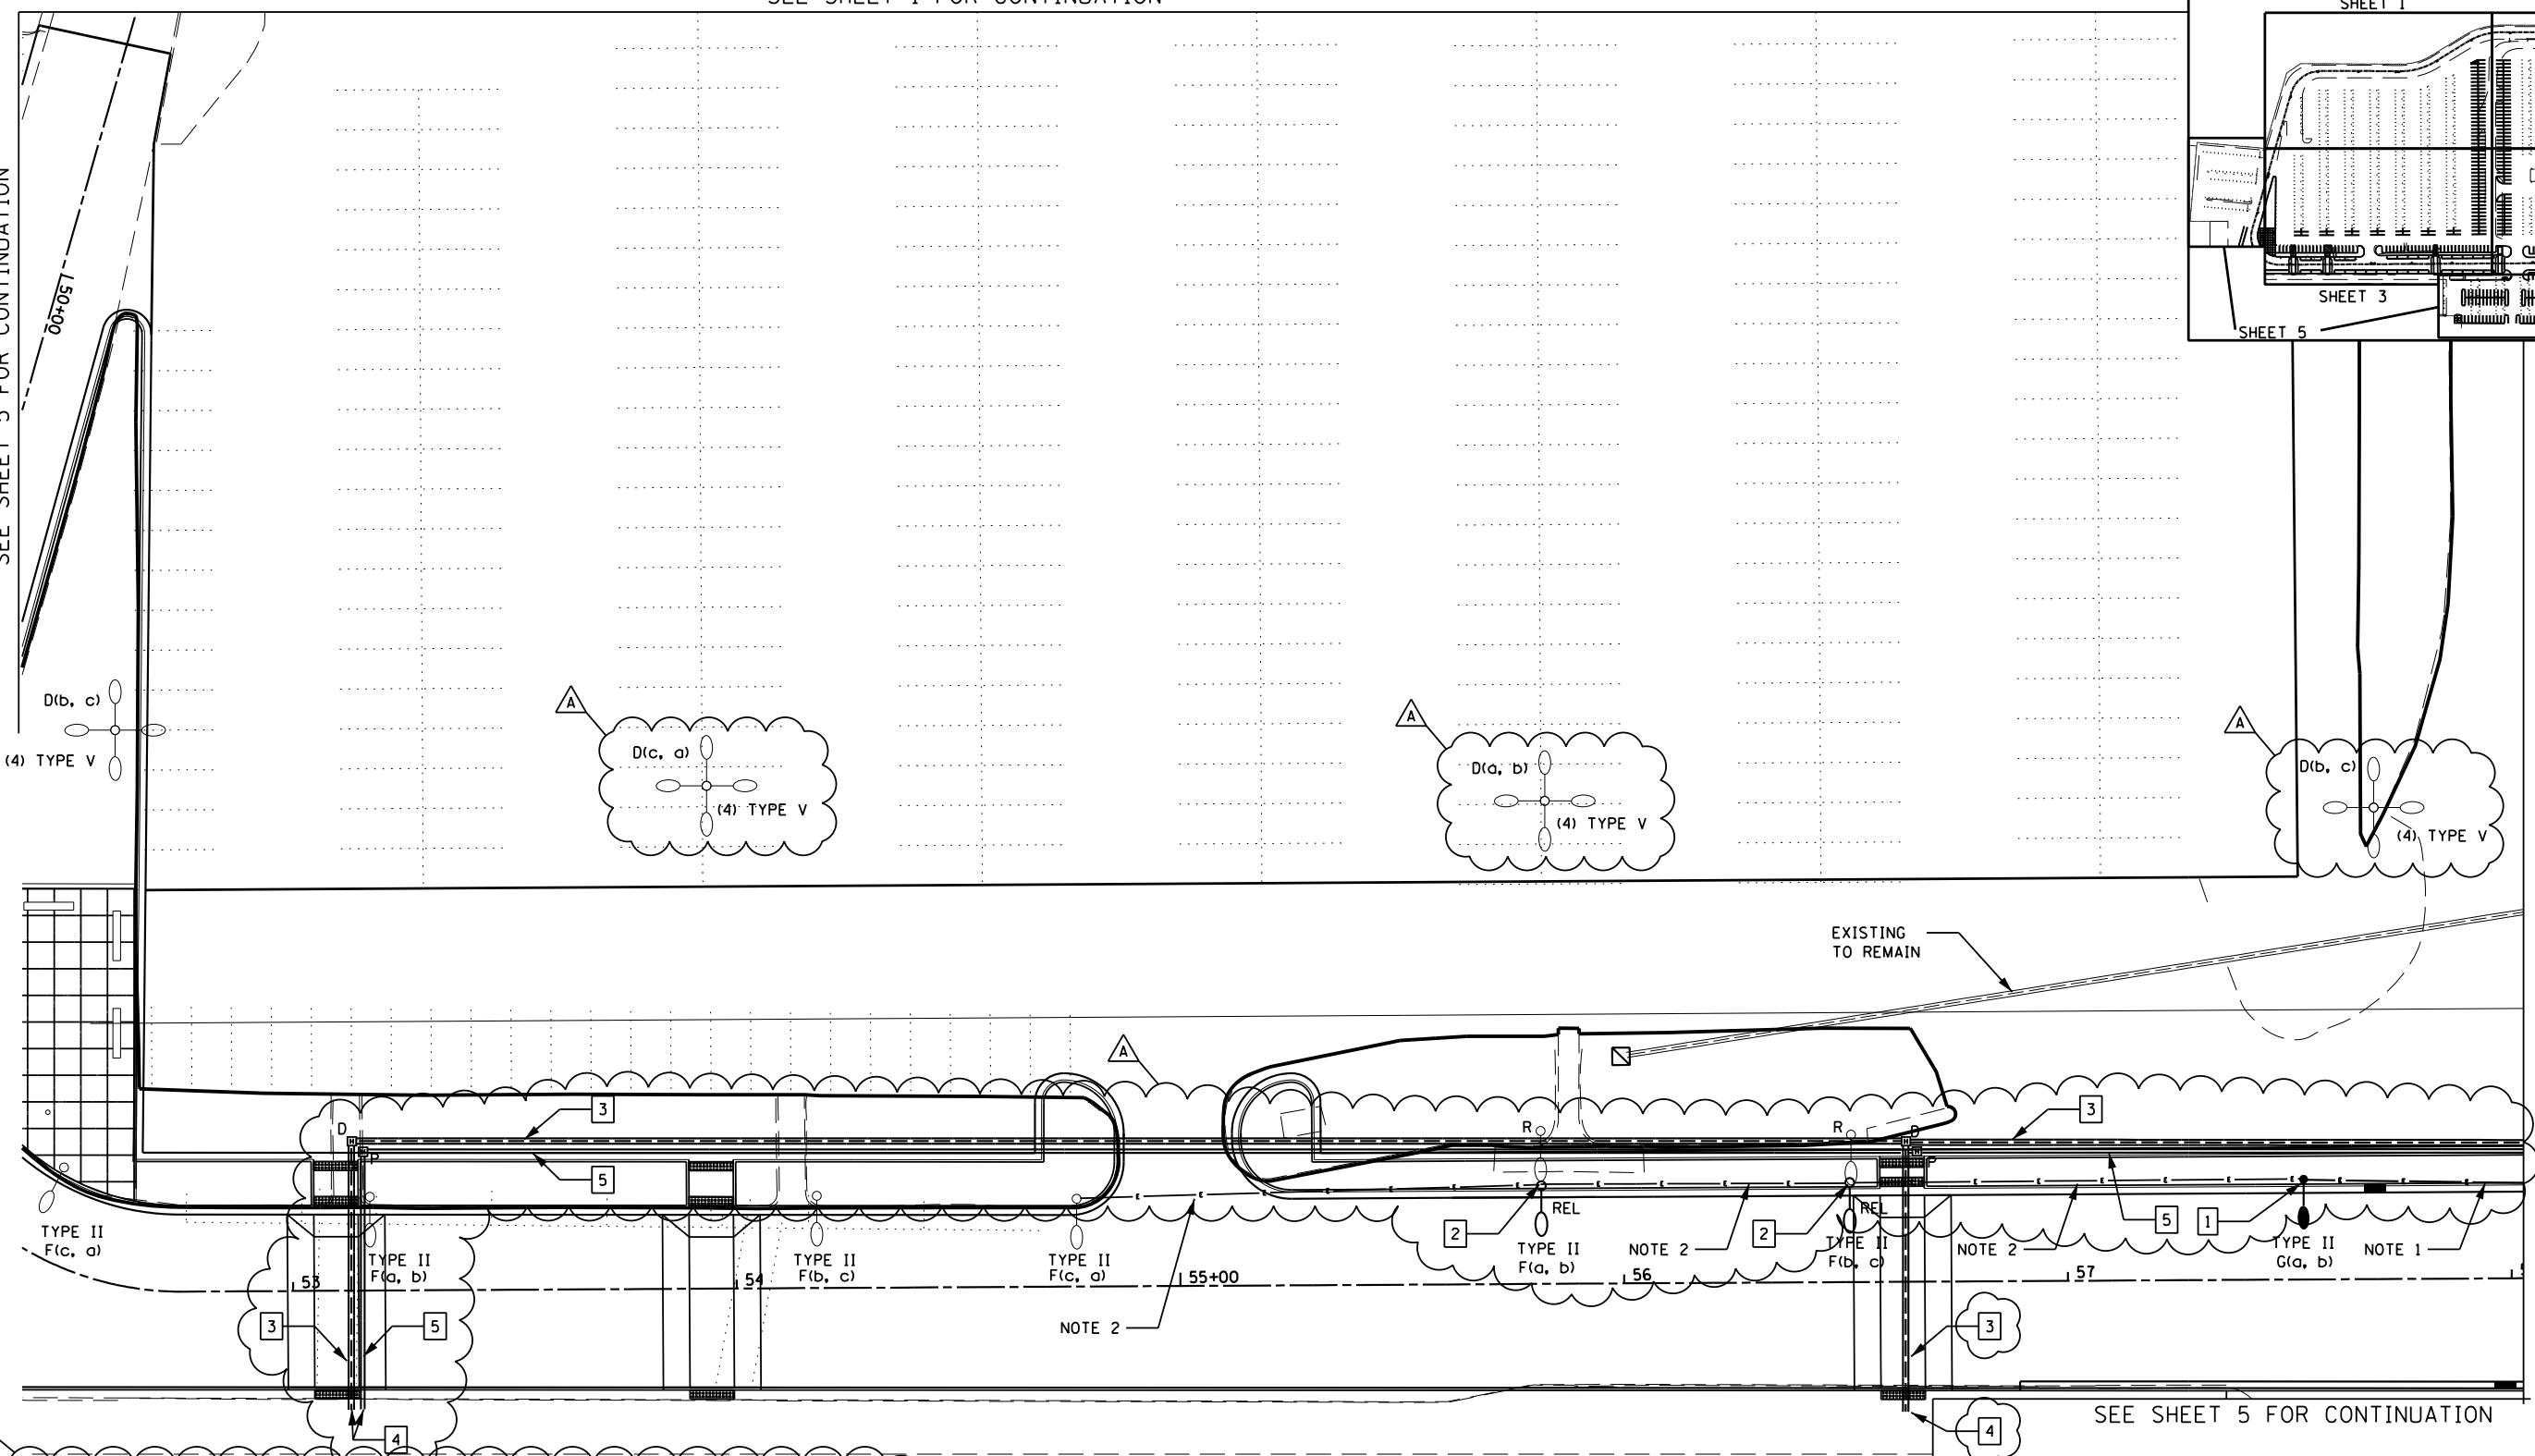 SEE SHEET 1 FOR CONTINUATION
SHEET 1
SEE SHEET 5 FOR CONTINUATION
L 50+00
SHEET 3
SHEET 5
D(b, c)
(4) TYPE V
A
D(c, a)
(4) TYPE V
A
D(a, b)
(4) TYPE V
A
D(b, c)
(4) TYPE V
EXISTING
TO REMAIN
A
3
3
D
P
5
R
R
D
P
REL
REL
2
2
5
1
TYPE II
F(c, a)
TYPE II
F(a, b)
TYPE II
F(b, c)
TYPE II
F(c, a)
TYPE II
F(a, b)
NOTE 2
TYPE II
F(b, c)
NOTE 2
TYPE II
G(a, b)
NOTE 1
53
54
55+00
56
57
3
5
NOTE 2
3
4
4
SEE SHEET 5 FOR CONTINUATION